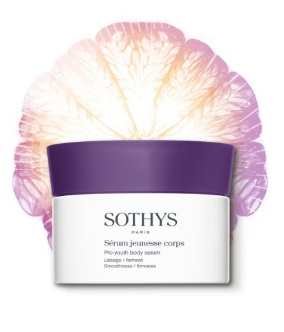 SOTHYS
PARIS
Sérum jeunesse corps
Pro-youth body serum
Lissage / fermeté
Smoothness / firmness